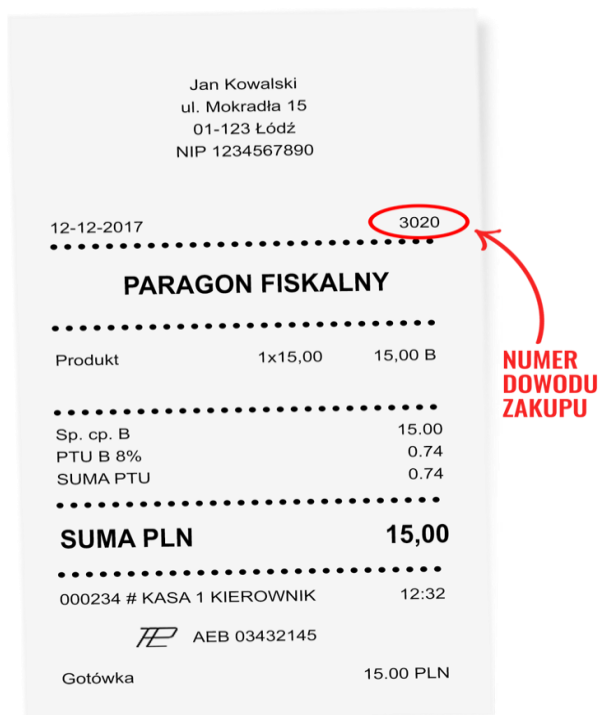 Jan Kowalski
ul. Mokradła 15
01-123 Łódź
NIP 1234567890
12-12-2017 3020
PARAGON FISKALNY
Produkt 1x15,00 15,00 B
Sp. cp. B 15.00
PTU B 8% 0.74
SUMA PTU 0.74
SUMA PLN 15,00
000234 # KASA 1 KIEROWNIK 12:32
AEB 03432145
Gotówka 15.00 PLN
NUMER
DOWODU
ZAKUPU